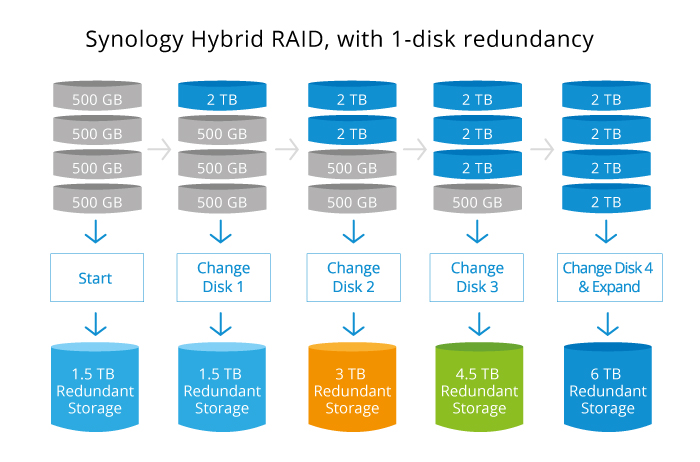 Synology Hybrid RAID, with 1-disk redundancy
500 GB
500 GB
500 GB
500 GB
Start
1.5 TB
Redundant
Storage
2 TB
500 GB
500 GB
500 GB
Change
Disk 1
1.5 TB
Redundant
Storage
2 TB
2 TB
500 GB
500 GB
Change
Disk 2
3 TB
Redundant
Storage
2 TB
2 TB
2 TB
500 GB
Change
Disk 3
4.5 TB
Redundant
Storage
2 TB
2 TB
2 TB
2 TB
Change Disk 4
& Expand
6 TB
Redundant
Storage